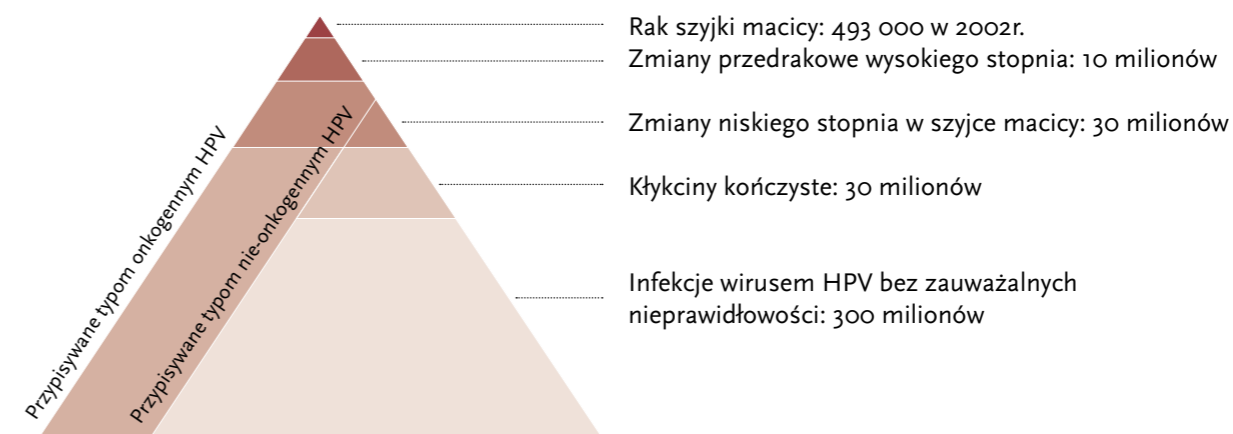 Rak szyjki macicy: 493 000 w 2002r.
Zmiany przedrakowe wysokiego stopnia: 10 milionów
Zmiany niskiego stopnia w szyjce macicy: 30 milionów
Kłykciny kończyste: 30 milionów
Infekcje wirusem HPV bez zauważalnych
nieprawidłowości: 300 milionów
Przypisywane typom onkogennym HPV
Przypisywane typom nie-onkogennym HPV